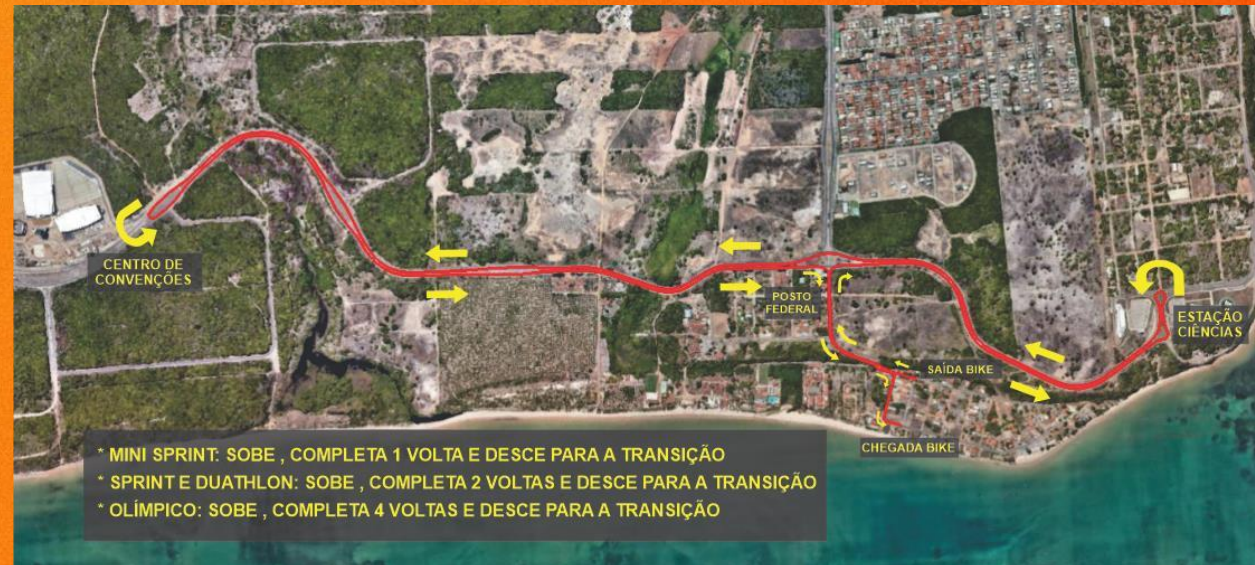 CENTRO DE
CONVENÇÕES
POSTO
FEDERAL
ESTAÇÃO
CIÊNCIAS
SAÍDA BIKE
CHEGADA BIKE
* MINI SPRINT: SOBE , COMPLETA 1 VOLTA E DESCE PARA A TRANSIÇÃO
* SPRINT E DUATHLON: SOBE , COMPLETA 2 VOLTAS E DESCE PARA A TRANSIÇÃO
* OLÍMPICO: SOBE , COMPLETA 4 VOLTAS E DESCE PARA A TRANSIÇÃO